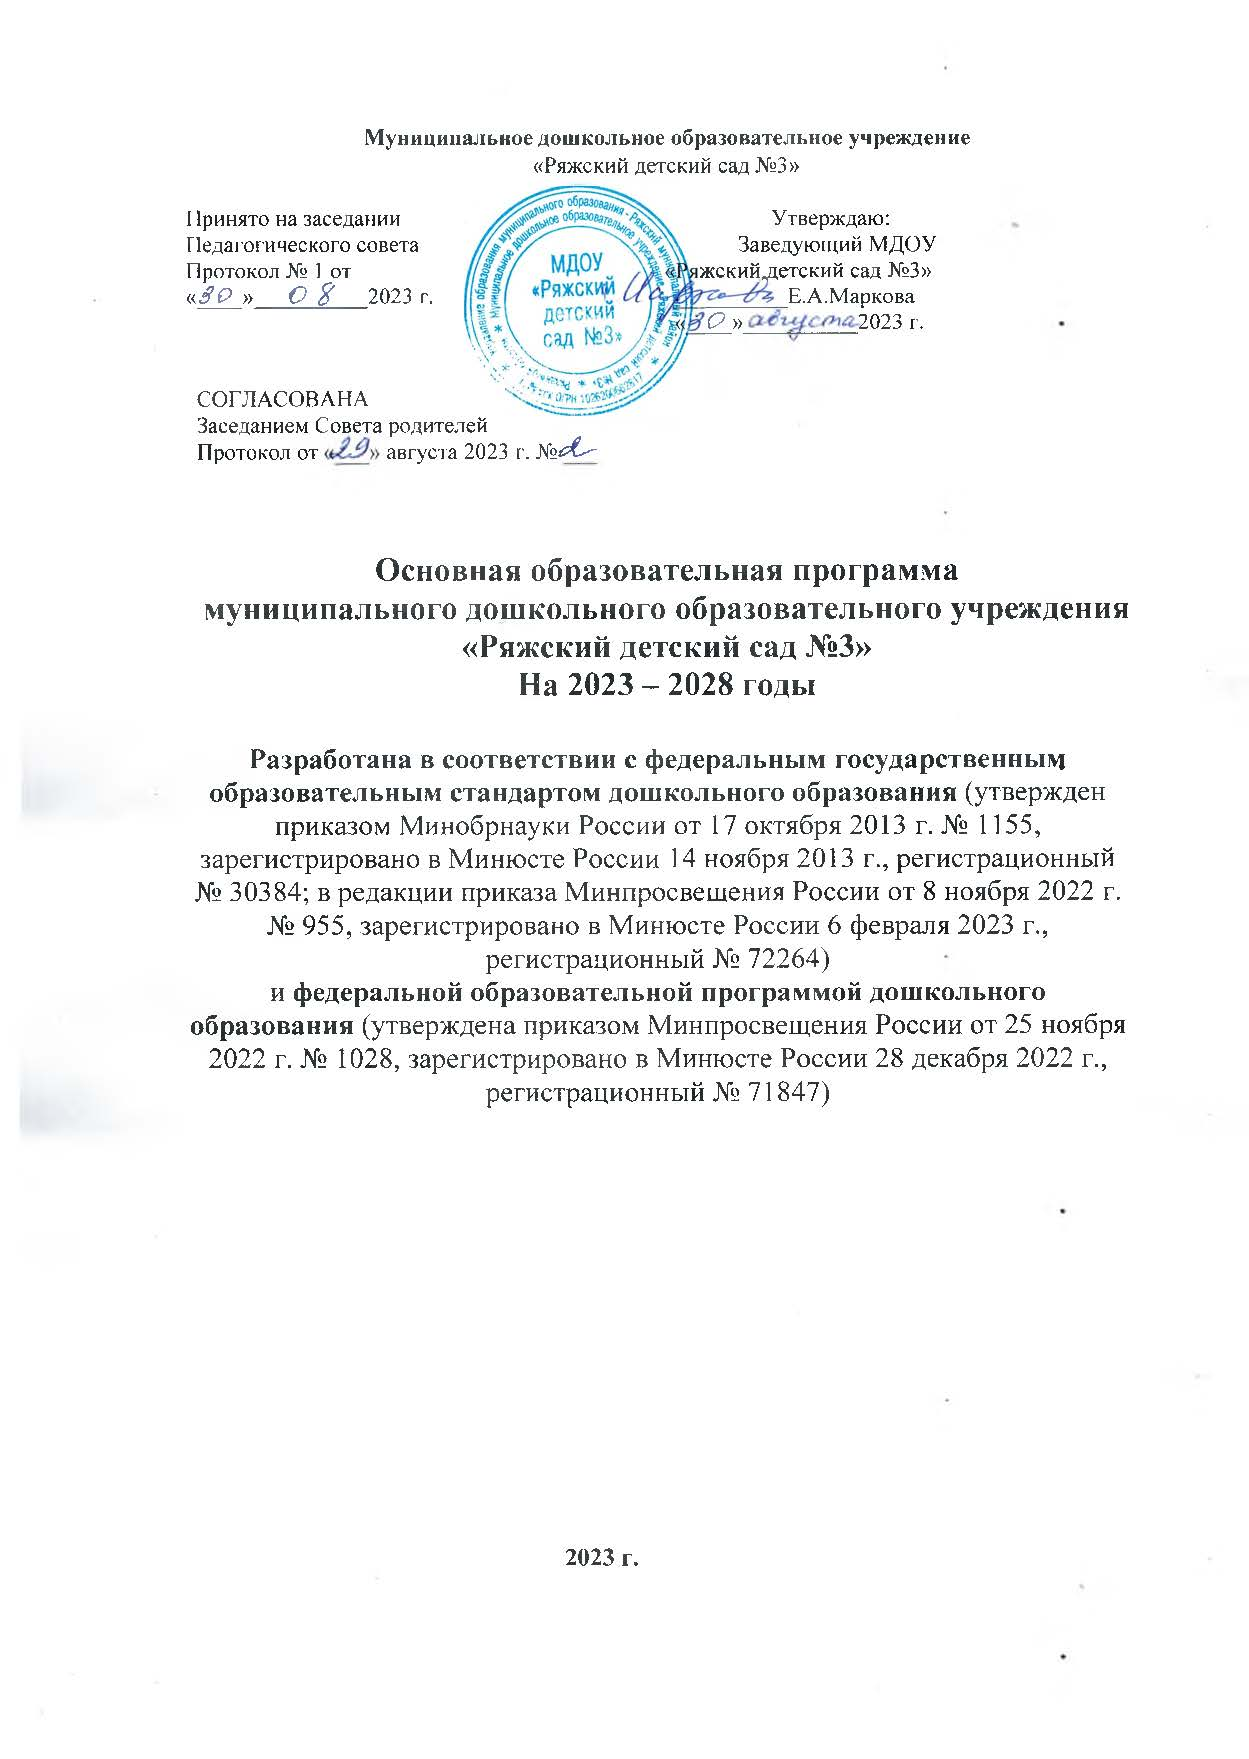 Муниципальное дошкольное образовательное учреждение
«Ряжский детский сад №3»
Принято на заседании
Педагогического совета
Протокол № 1 от
«30» 08 2023 г.
Утверждаю:
Заведующий МДОУ
«Ряжский детский сад №3»
Е.А.Маркова
«30» августа 2023 г.
МДОУ
«Ряжский
детский
сад №3»
СОГЛАСОВАНА
Заседанием Совета родителей
Протокол от «29» августа 2023 г. №2
Основная образовательная программа
муниципального дошкольного образовательного учреждения
«Ряжский детский сад №3»
На 2023 – 2028 годы
Разработана в соответствии с федеральным государственным
образовательным стандартом дошкольного образования (утвержден
приказом Минобрнауки России от 17 октября 2013 г. № 1155,
зарегистрировано в Минюсте России 14 ноября 2013 г., регистрационный
№ 30384; в редакции приказа Минпросвещения России от 8 ноября 2022 г.
№ 955, зарегистрировано в Минюсте России 6 февраля 2023 г.,
регистрационный № 72264)
и федеральной образовательной программой дошкольного
образования (утверждена приказом Минпросвещения России от 25 ноября
2022 г. № 1028, зарегистрировано в Минюсте России 28 декабря 2022 г.,
регистрационный № 71847)
2023 г.